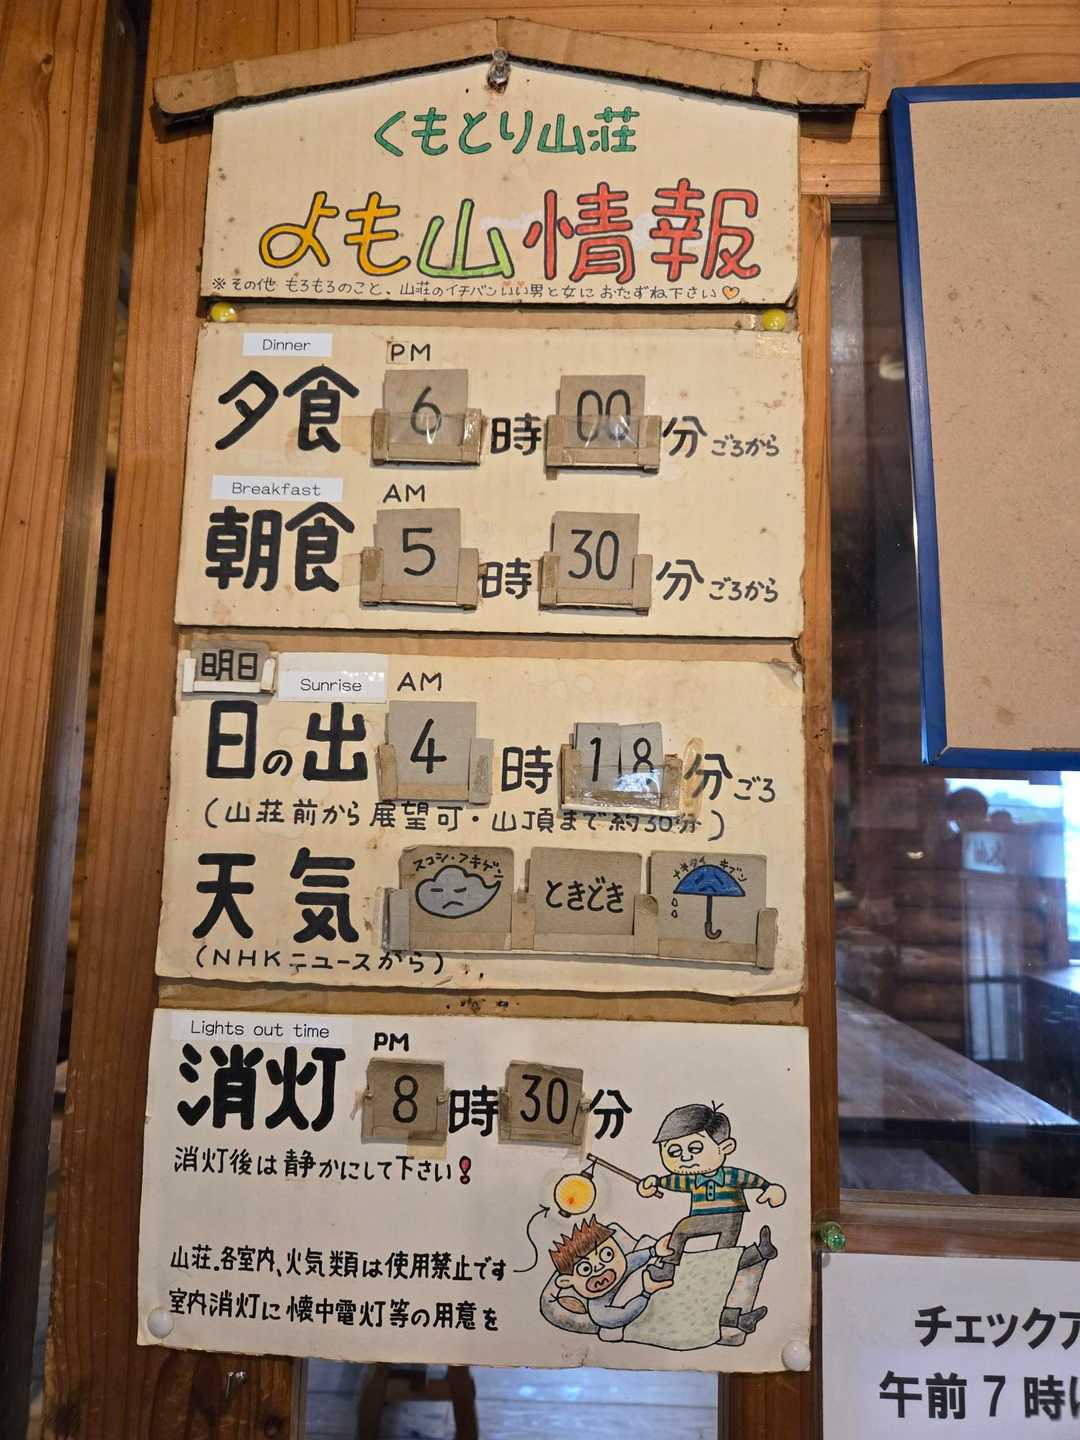 くもとり山荘
よも山情報
※その他 もろもろのこと、山荘のイチバンいい男と女に おたずね下さい♡
Dinner PM
夕食 6時00分ごろから
Breakfast AM
朝食 5時30分ごろから
明日 Sunrise AM
日の出 4時18分ごろ
(山荘前から展望可・山頂まで約30分)
天気 スコシ・フキゲン ときどき ナキタイ キブン
(NHKニュースから)
Lights out time PM
消灯 8時30分
消灯後は静かにして下さい!
山荘.各室内、火気類は使用禁止です
室内消灯に懐中電灯等の用意を
チェックア
午前7時